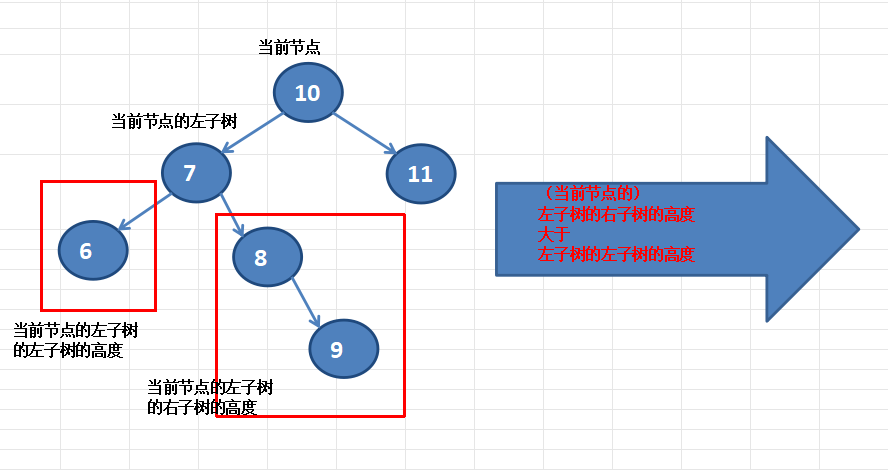 当前节点
10
当前节点的左子树
7
11
（当前节点的）
左子树的右子树的高度
大于
左子树的左子树的高度
6
8
当前节点的左子树
的左子树的高度
9
当前节点的左子树
的右子树的高度